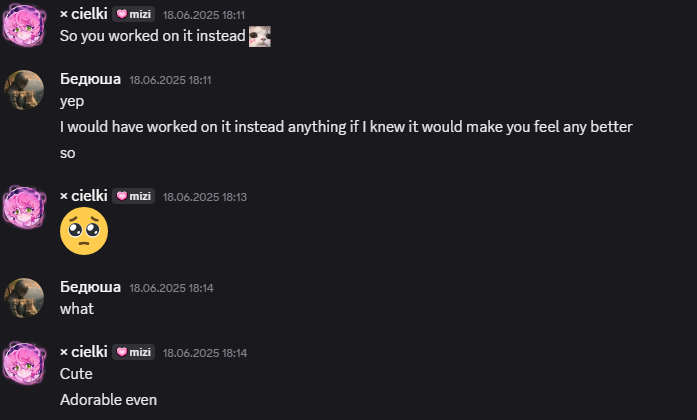 × cielki mizi 18.06.2025 18:11
So you worked on it instead
Бедюша 18.06.2025 18:11
yep
I would have worked on it instead anything if I knew it would make you feel any better
so
× cielki mizi 18.06.2025 18:13
🥺
Бедюша 18.06.2025 18:14
what
× cielki mizi 18.06.2025 18:14
Cute
Adorable even